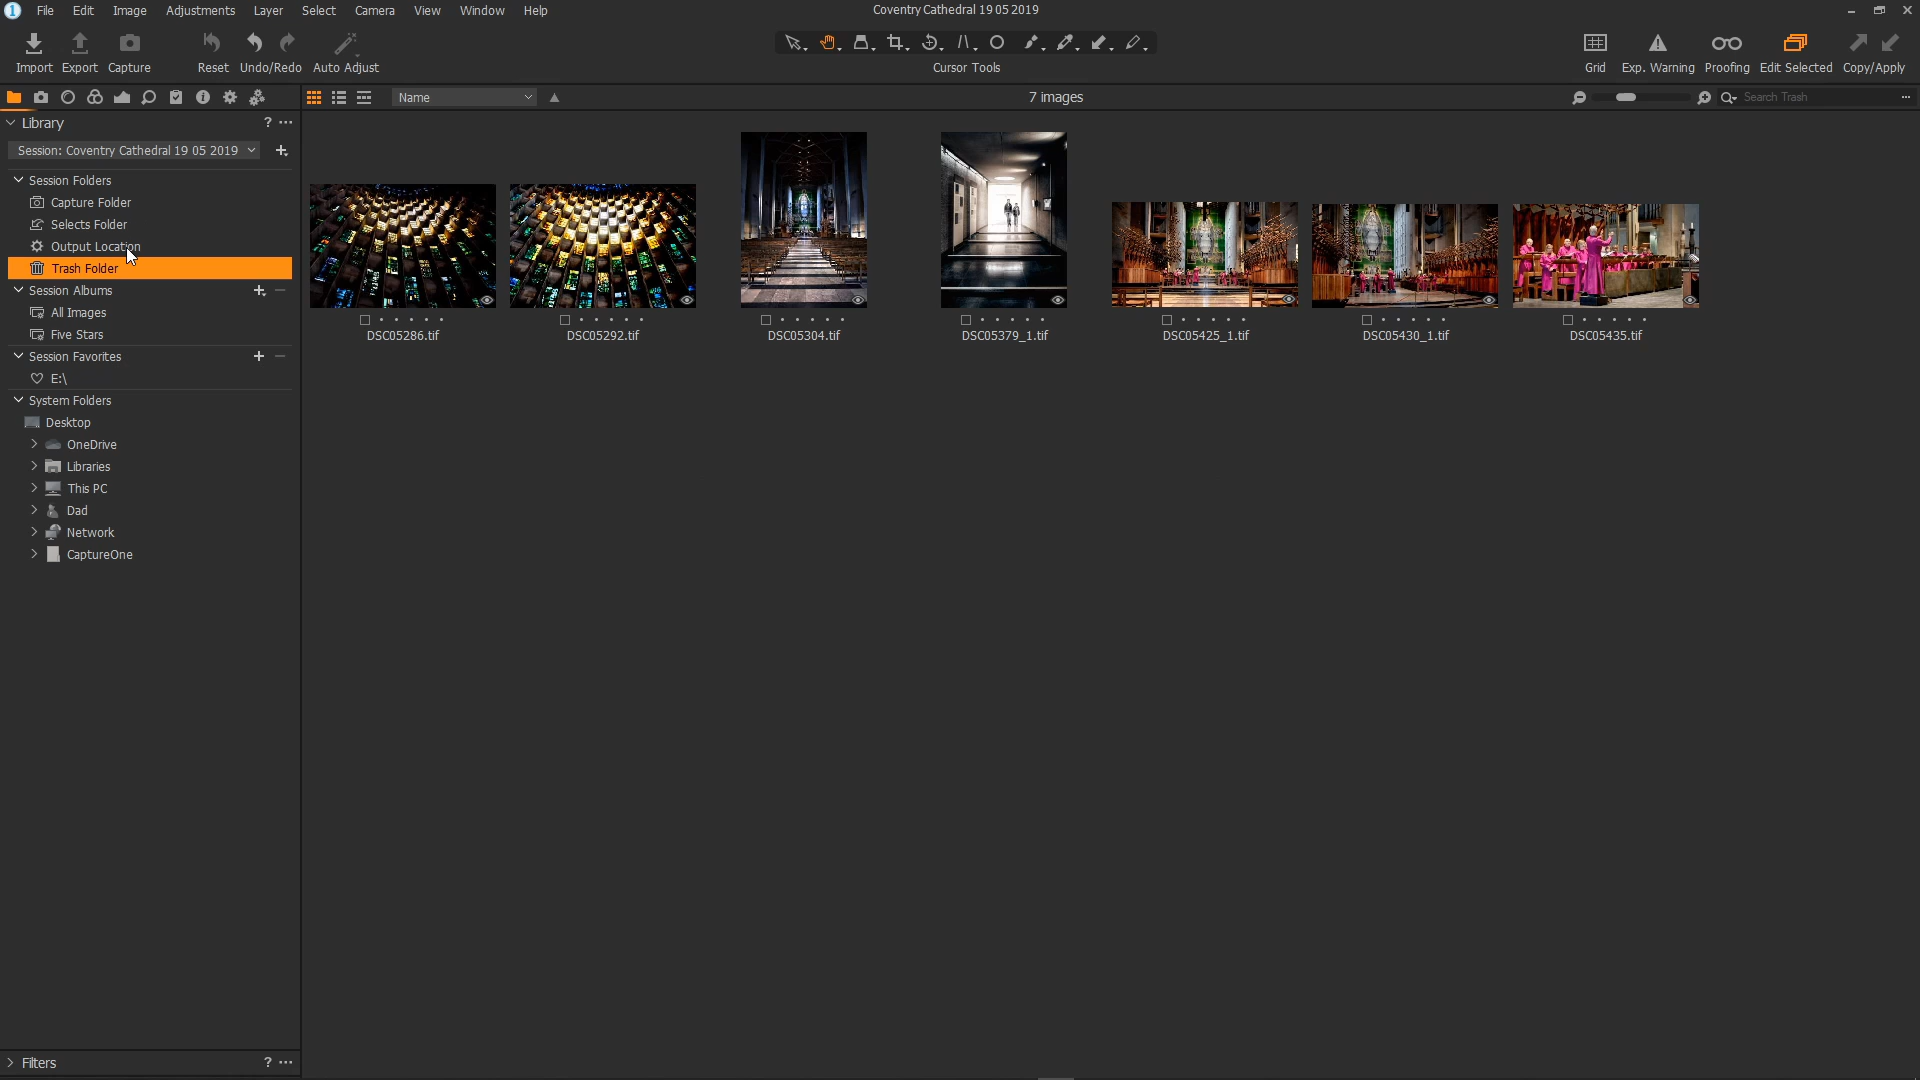 1 File Edit Image Adjustments Layer Select Camera View Window Help
Coventry Cathedral 19 05 2019
Import Export Capture Reset Undo/Redo Auto Adjust
Cursor Tools
Grid Exp. Warning Proofing Edit Selected Copy/Apply
Name
7 images
Search Trash
Library ?
Session: Coventry Cathedral 19 05 2019
Session Folders
Capture Folder
Selects Folder
Output Location
Trash Folder
Session Albums
All Images
Five Stars
Session Favorites
E:\
System Folders
Desktop
OneDrive
Libraries
This PC
Dad
Network
CaptureOne
DSC05286.tif DSC05292.tif DSC05304.tif DSC05379_1.tif DSC05425_1.tif DSC05430_1.tif DSC05435.tif
Filters ?